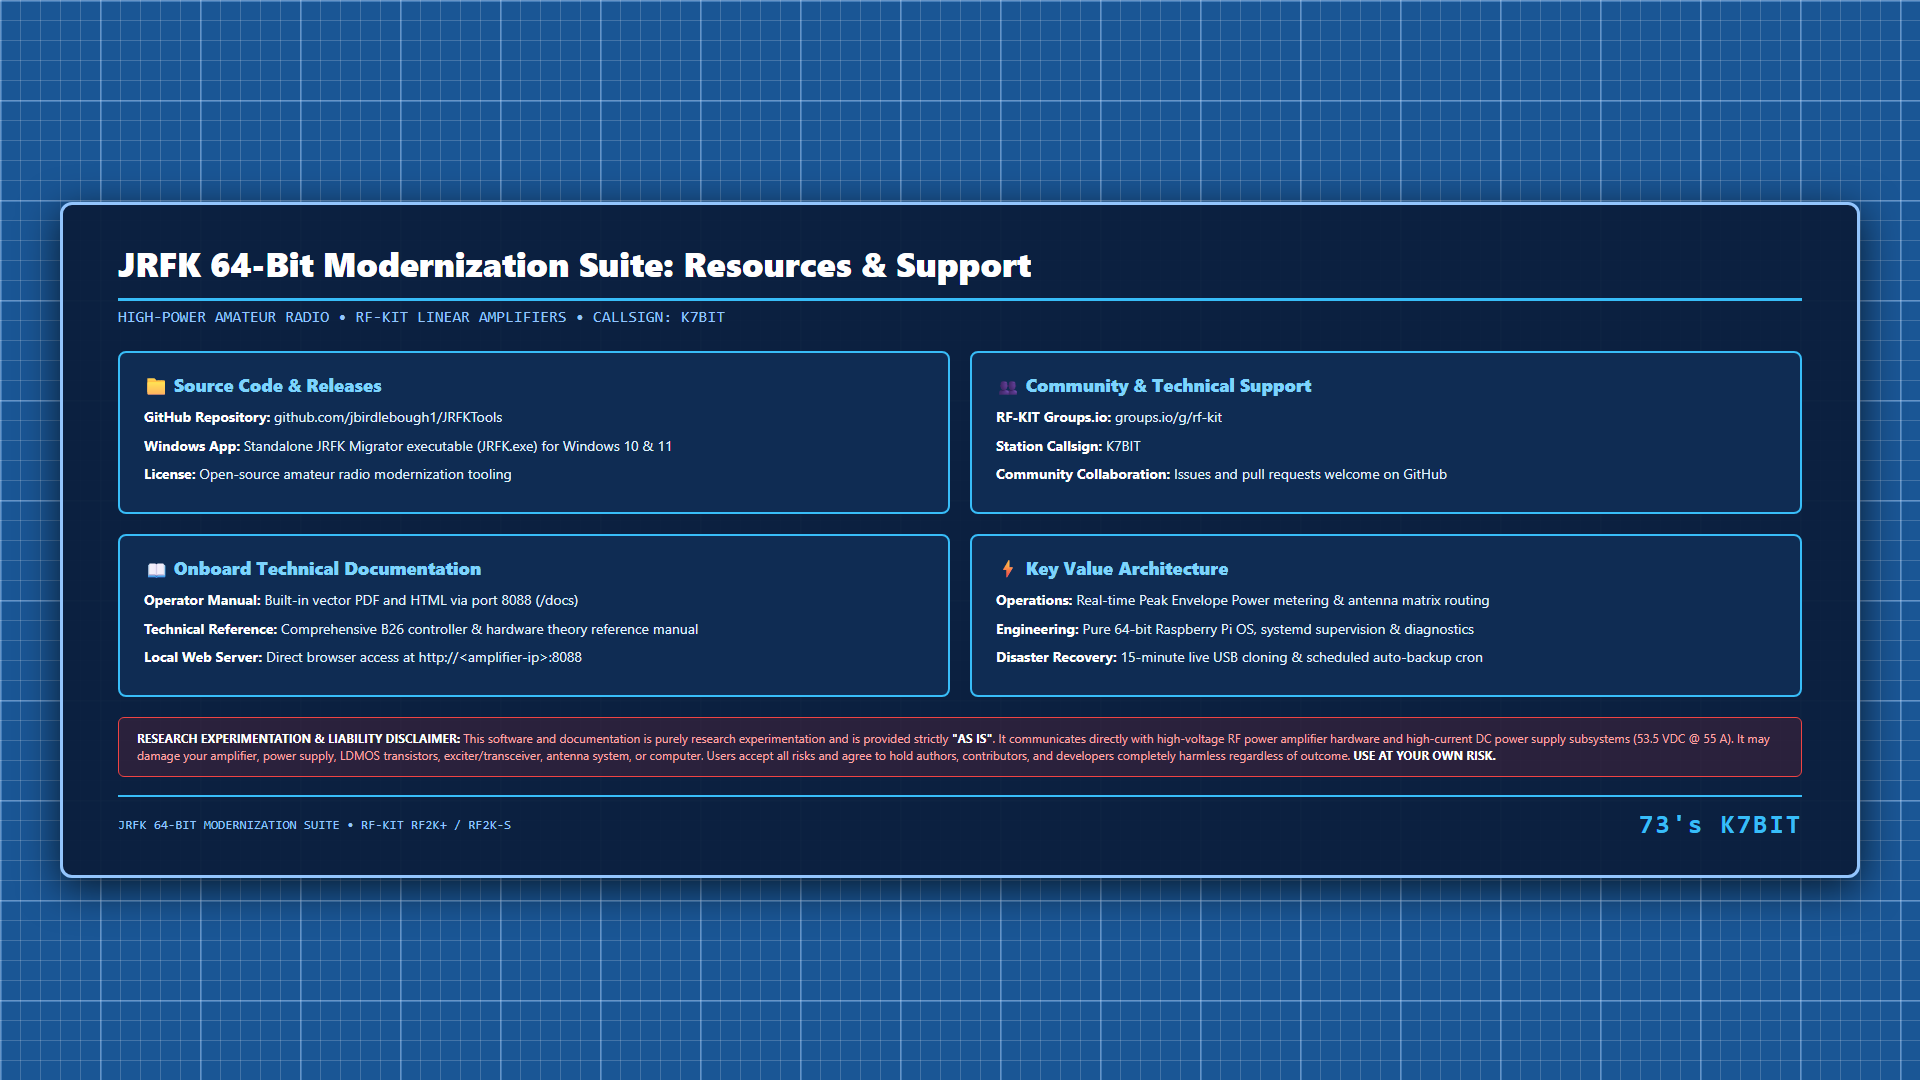 JRFK 64-Bit Modernization Suite: Resources & Support
HIGH-POWER AMATEUR RADIO • RF-KIT LINEAR AMPLIFIERS • CALLSIGN: K7BIT
Source Code & Releases
GitHub Repository: github.com/jbirdlebough1/JRFKTools
Windows App: Standalone JRFK Migrator executable (JRFK.exe) for Windows 10 & 11
License: Open-source amateur radio modernization tooling
Community & Technical Support
RF-KIT Groups.io: groups.io/g/rf-kit
Station Callsign: K7BIT
Community Collaboration: Issues and pull requests welcome on GitHub
Onboard Technical Documentation
Operator Manual: Built-in vector PDF and HTML via port 8088 (/docs)
Technical Reference: Comprehensive B26 controller & hardware theory reference manual
Local Web Server: Direct browser access at http://<amplifier-ip>:8088
Key Value Architecture
Operations: Real-time Peak Envelope Power metering & antenna matrix routing
Engineering: Pure 64-bit Raspberry Pi OS, systemd supervision & diagnostics
Disaster Recovery: 15-minute live USB cloning & scheduled auto-backup cron
RESEARCH EXPERIMENTATION & LIABILITY DISCLAIMER: This software and documentation is purely research experimentation and is provided strictly "AS IS". It communicates directly with high-voltage RF power amplifier hardware and high-current DC power supply subsystems (53.5 VDC @ 55 A). It may
damage your amplifier, power supply, LDMOS transistors, exciter/transceiver, antenna system, or computer. Users accept all risks and agree to hold authors, contributors, and developers completely harmless regardless of outcome. USE AT YOUR OWN RISK.
JRFK 64-BIT MODERNIZATION SUITE • RF-KIT RF2K+ / RF2K-S
73's K7BIT